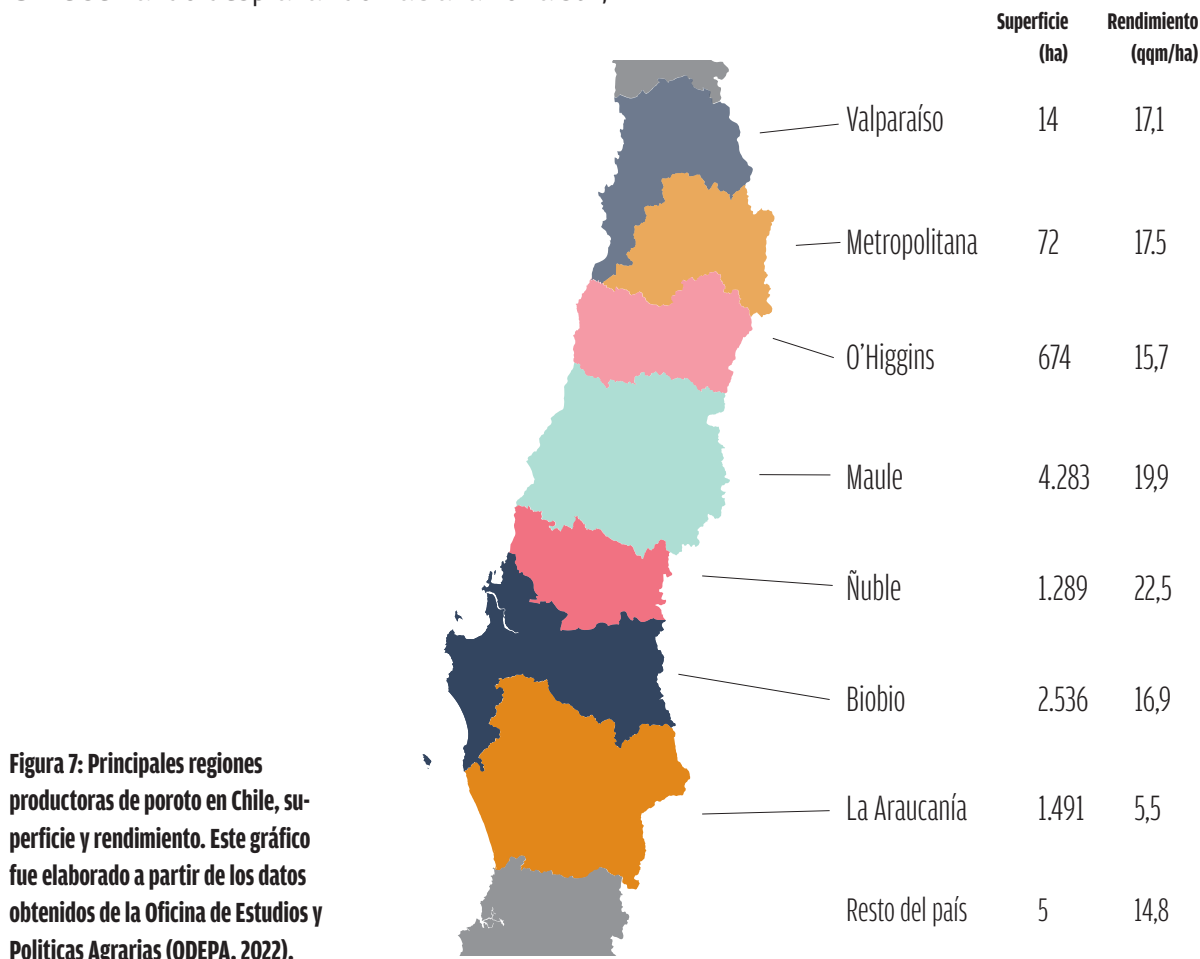 Superficie Rendimiento
(ha) (qqm/ha)
Valparaíso 14 17,1
Metropolitana 72 17.5
O'Higgins 674 15,7
Maule 4.283 19,9
Ñuble 1.289 22,5
Biobio 2.536 16,9
La Araucanía 1.491 5,5
Resto del país 5 14,8
Figura 7: Principales regiones
productoras de poroto en Chile, su-
perficie y rendimiento. Este gráfico
fue elaborado a partir de los datos
obtenidos de la Oficina de Estudios y
Politicas Agrarias (ODEPA, 2022).